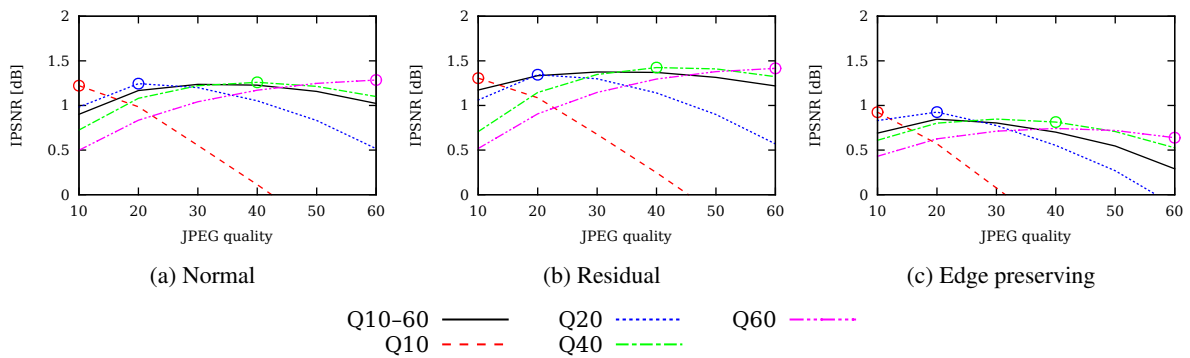 2
1.5
1
0.5
0
IPSNR [dB]
10 20 30 40 50 60
JPEG quality
(a) Normal
2
1.5
1
0.5
0
IPSNR [dB]
10 20 30 40 50 60
JPEG quality
(b) Residual
2
1.5
1
0.5
0
IPSNR [dB]
10 20 30 40 50 60
JPEG quality
(c) Edge preserving
Q10–60 Q20 Q60
Q10 Q40